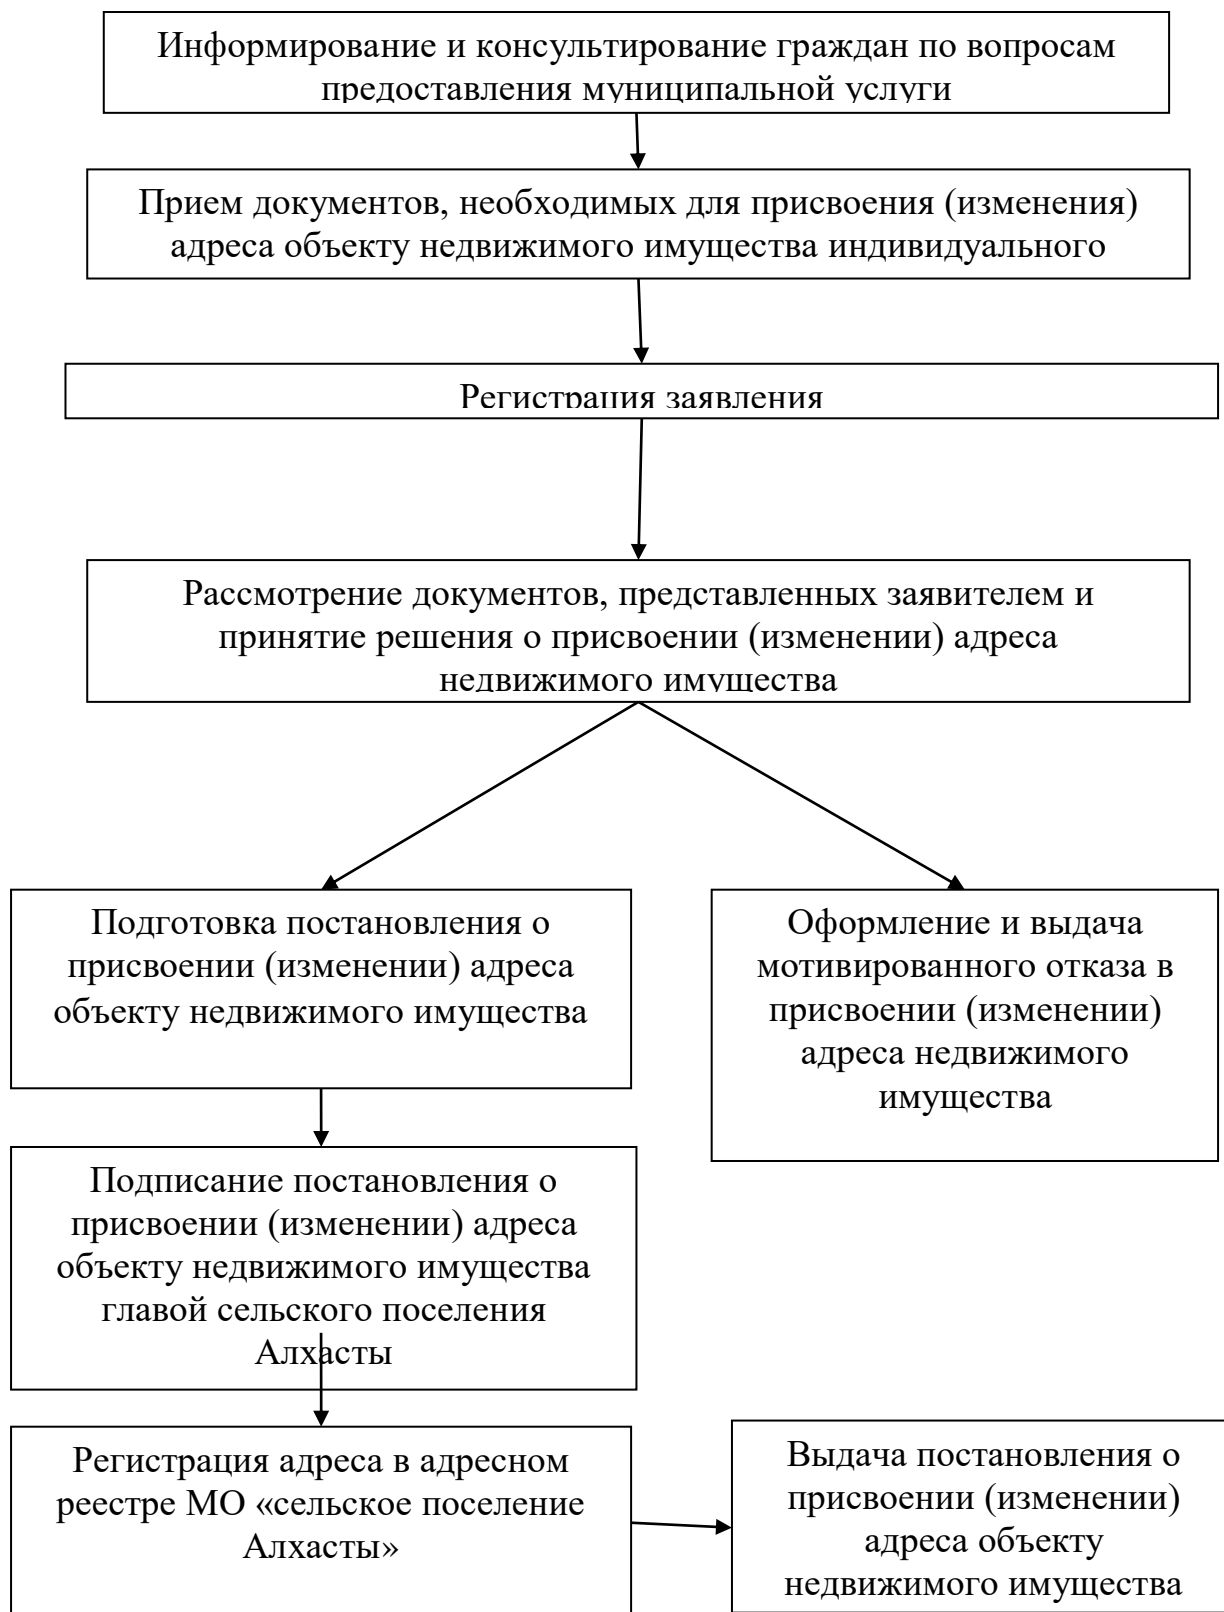 Информирование и консультирование граждан по вопросам
предоставления муниципальной услуги
Прием документов, необходимых для присвоения (изменения)
адреса объекту недвижимого имущества индивидуального
Регистрация заявления
Рассмотрение документов, представленных заявителем и
принятие решения о присвоении (изменении) адреса
недвижимого имущества
Подготовка постановления о
присвоении (изменении) адреса
объекту недвижимого имущества
Оформление и выдача
мотивированного отказа в
присвоении (изменении)
адреса недвижимого
имущества
Подписание постановления о
присвоении (изменении) адреса
объекту недвижимого имущества
главой сельского поселения
Алхасты
Регистрация адреса в адресном
реестре МО «сельское поселение
Алхасты»
Выдача постановления о
присвоении (изменении)
адреса объекту
недвижимого имущества